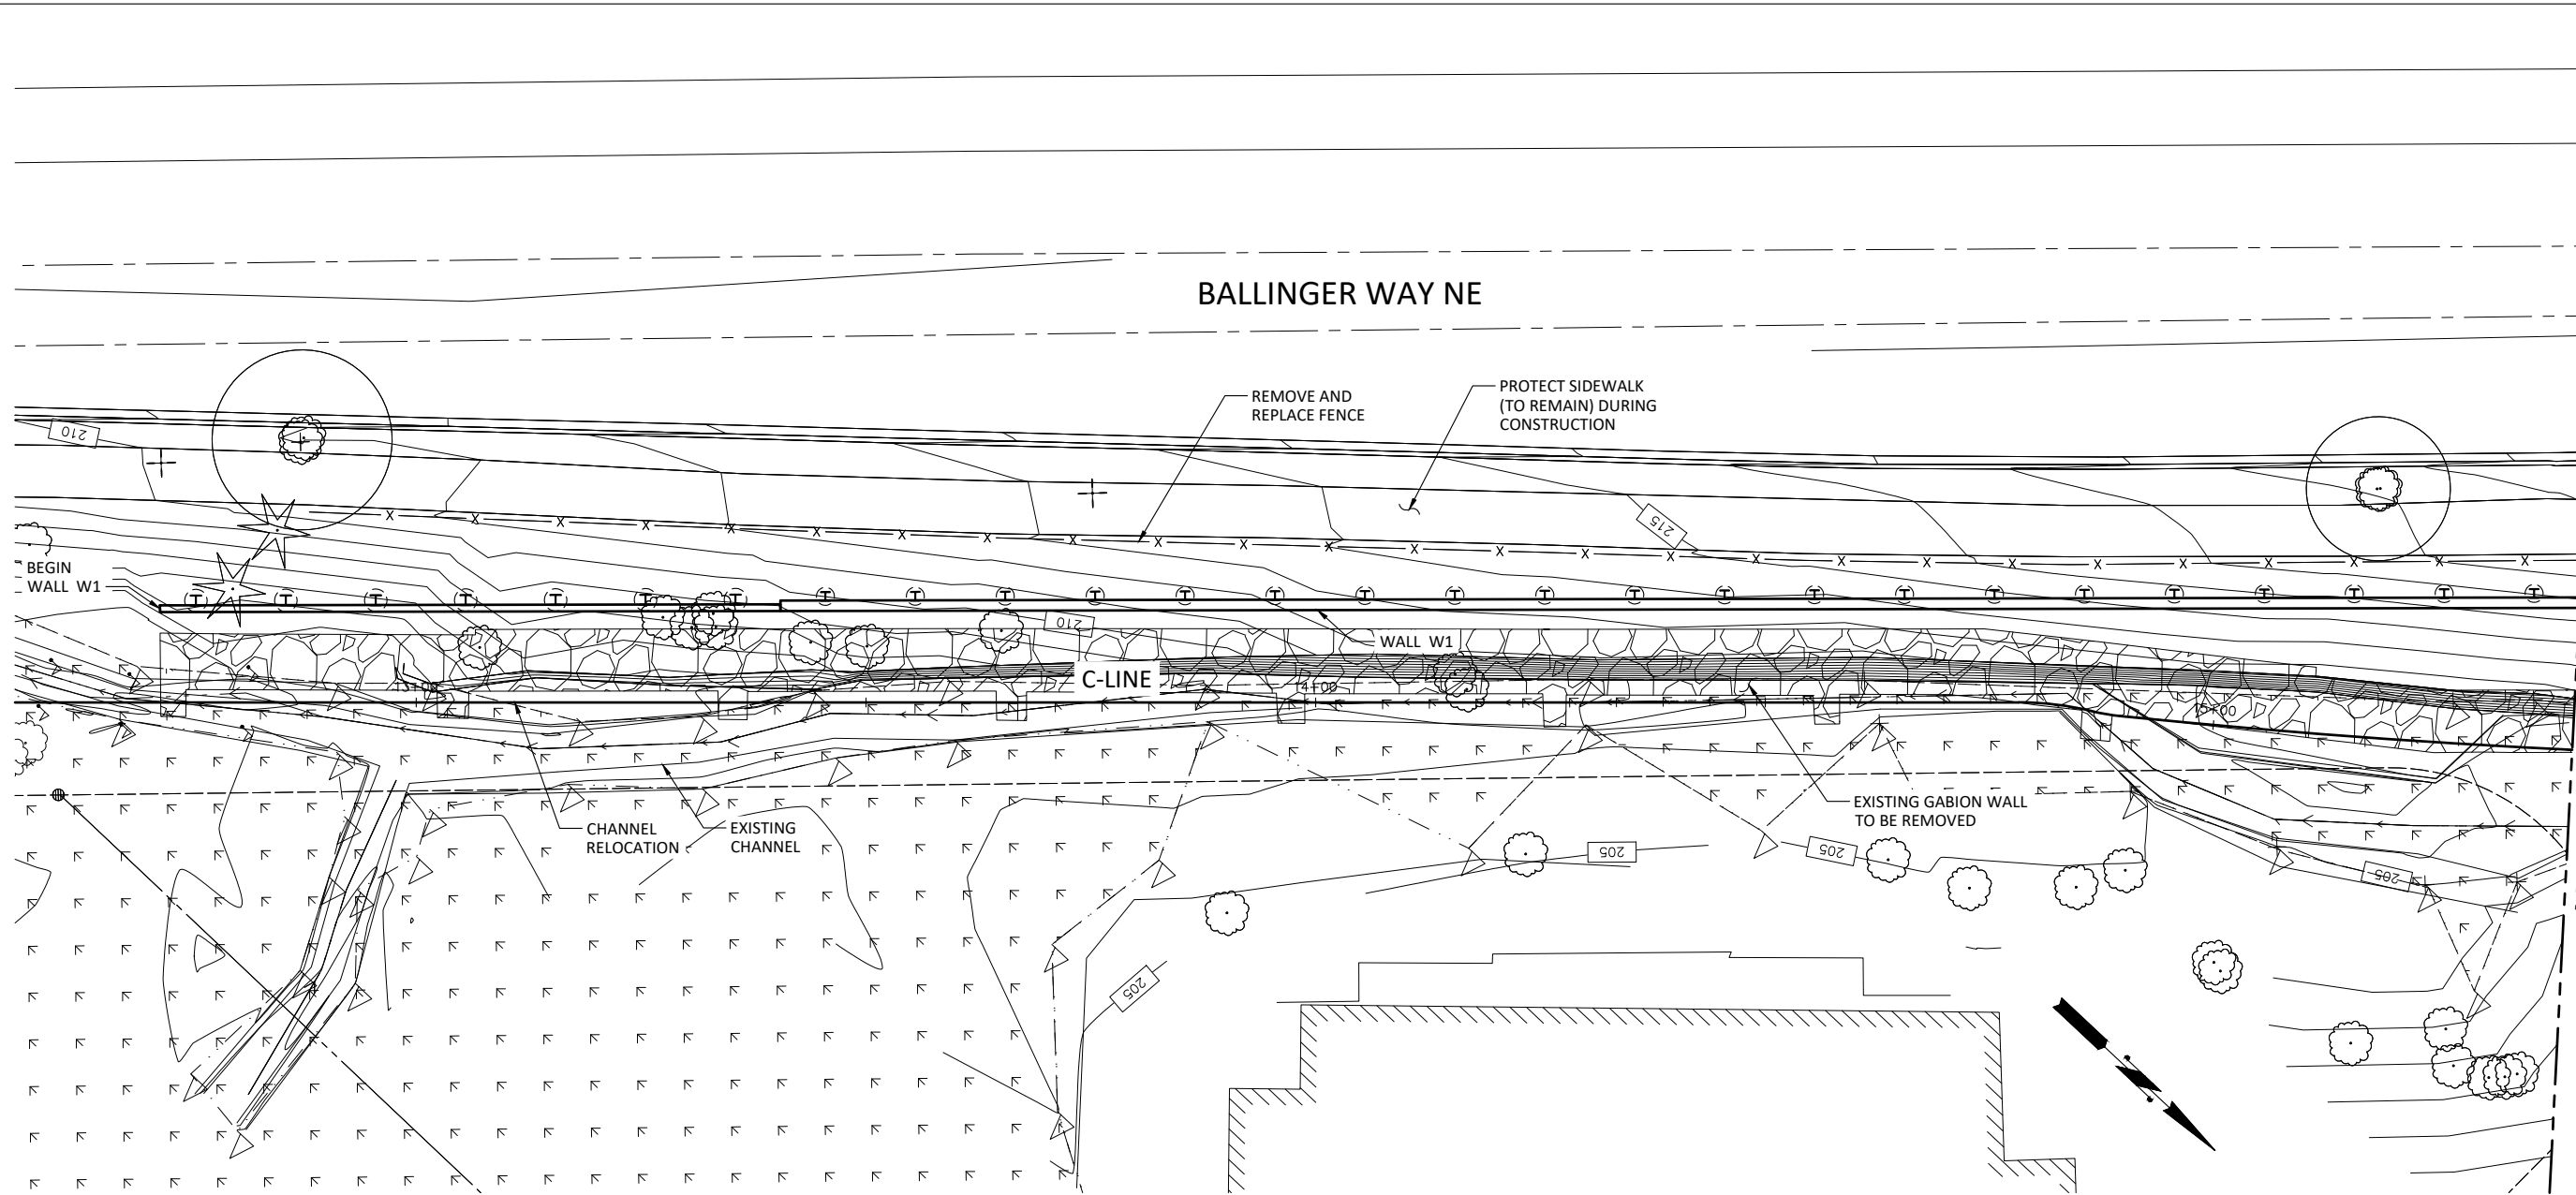 BALLINGER WAY NE
REMOVE AND
REPLACE FENCE
PROTECT SIDEWALK
(TO REMAIN) DURING
CONSTRUCTION
210
215
BEGIN
WALL W1
210
WALL W1
C-LINE
14+00
15+00
CHANNEL
RELOCATION
EXISTING
CHANNEL
EXISTING GABION WALL
TO BE REMOVED
205
205
205
205